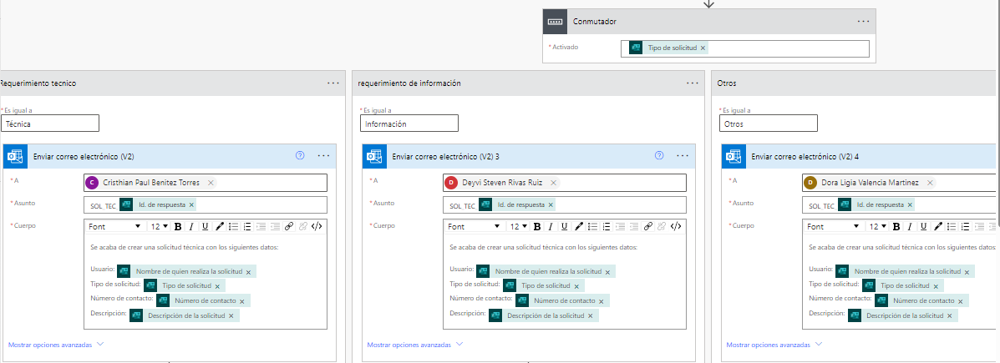 Conmutador
* Activado
Tipo de solicitud ×
Requerimiento tecnico
* Es igual a
Técnica
Enviar correo electrónico (V2)
* A
C Cristhian Paul Benitez Torres ×
* Asunto
SOL TEC Id. de respuesta ×
* Cuerpo
Font 12 B I U </>
Se acaba de crear una solicitud técnica con los siguientes datos:
Usuario: Nombre de quien realiza la solicitud ×
Tipo de solicitud: Tipo de solicitud ×
Número de contacto: Número de contacto ×
Descripción: Descripción de la solicitud ×
Mostrar opciones avanzadas
requerimiento de información
* Es igual a
Información
Enviar correo electrónico (V2) 3
* A
D Deyvi Steven Rivas Ruiz ×
* Asunto
SOL TEC Id. de respuesta ×
* Cuerpo
Font 12 B I U </>
Se acaba de crear una solicitud técnica con los siguientes datos:
Usuario: Nombre de quien realiza la solicitud ×
Tipo de solicitud: Tipo de solicitud ×
Número de contacto: Número de contacto ×
Descripción: Descripción de la solicitud ×
Mostrar opciones avanzadas
Otros
* Es igual a
Otros
Enviar correo electrónico (V2) 4
* A
D Dora Ligia Valencia Martinez ×
* Asunto
SOL TEC Id. de respuesta ×
* Cuerpo
Font 12 B I U
Se acaba de crear una solicitud técnica con los siguientes datos:
Usuario: Nombre de quien realiza la solicitud ×
Tipo de solicitud: Tipo de solicitud ×
Número de contacto: Número de contacto ×
Descripción: Descripción de la solicitud ×
Mostrar opciones avanzadas